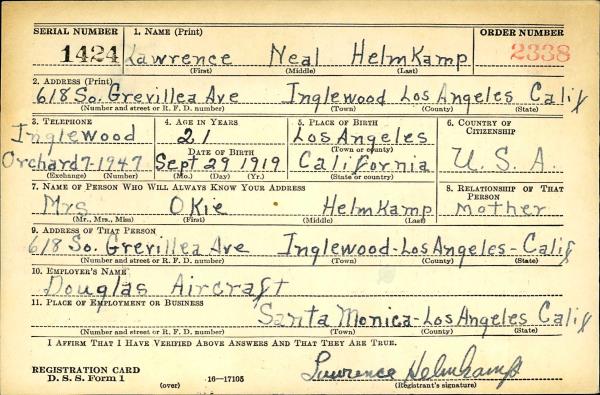 SERIAL NUMBER 1. NAME (Print) ORDER NUMBER
1424 Lawrence Neal HelmKamp 2338
(First) (Middle) (Last)
2. ADDRESS (Print)
618 So. Grevillea Ave Inglewood Los Angeles Calif
(Number and street or R. F. D. number) (Town) (County) (State)
3. TELEPHONE 4. AGE IN YEARS 5. PLACE OF BIRTH 6. COUNTRY OF CITIZENSHIP
Inglewood 21 Los Angeles
DATE OF BIRTH (Town or county)
Orchard 7-1947 Sept 29 1919 California U. S. A.
(Exchange) (Number) (Mo.) (Day) (Yr.) (State or country)
7. NAME OF PERSON WHO WILL ALWAYS KNOW YOUR ADDRESS 8. RELATIONSHIP OF THAT PERSON
Mrs Okie HelmKamp Mother
(Mr., Mrs., Miss) (First) (Middle) (Last)
9. ADDRESS OF THAT PERSON
618 So. Grevillea Ave Inglewood-Los Angeles-Calif
(Number and street or R. F. D. number) (Town) (County) (State)
10. EMPLOYER'S NAME
Douglas Aircraft
11. PLACE OF EMPLOYMENT OR BUSINESS
Santa Monica-Los Angeles Calif
(Number and street or R. F. D. number) (Town) (County) (State)
I AFFIRM THAT I HAVE VERIFIED ABOVE ANSWERS AND THAT THEY ARE TRUE.
REGISTRATION CARD
D. S. S. Form 1 (over) 16—17105 Lawrence Helmkamp
(Registrant's signature)